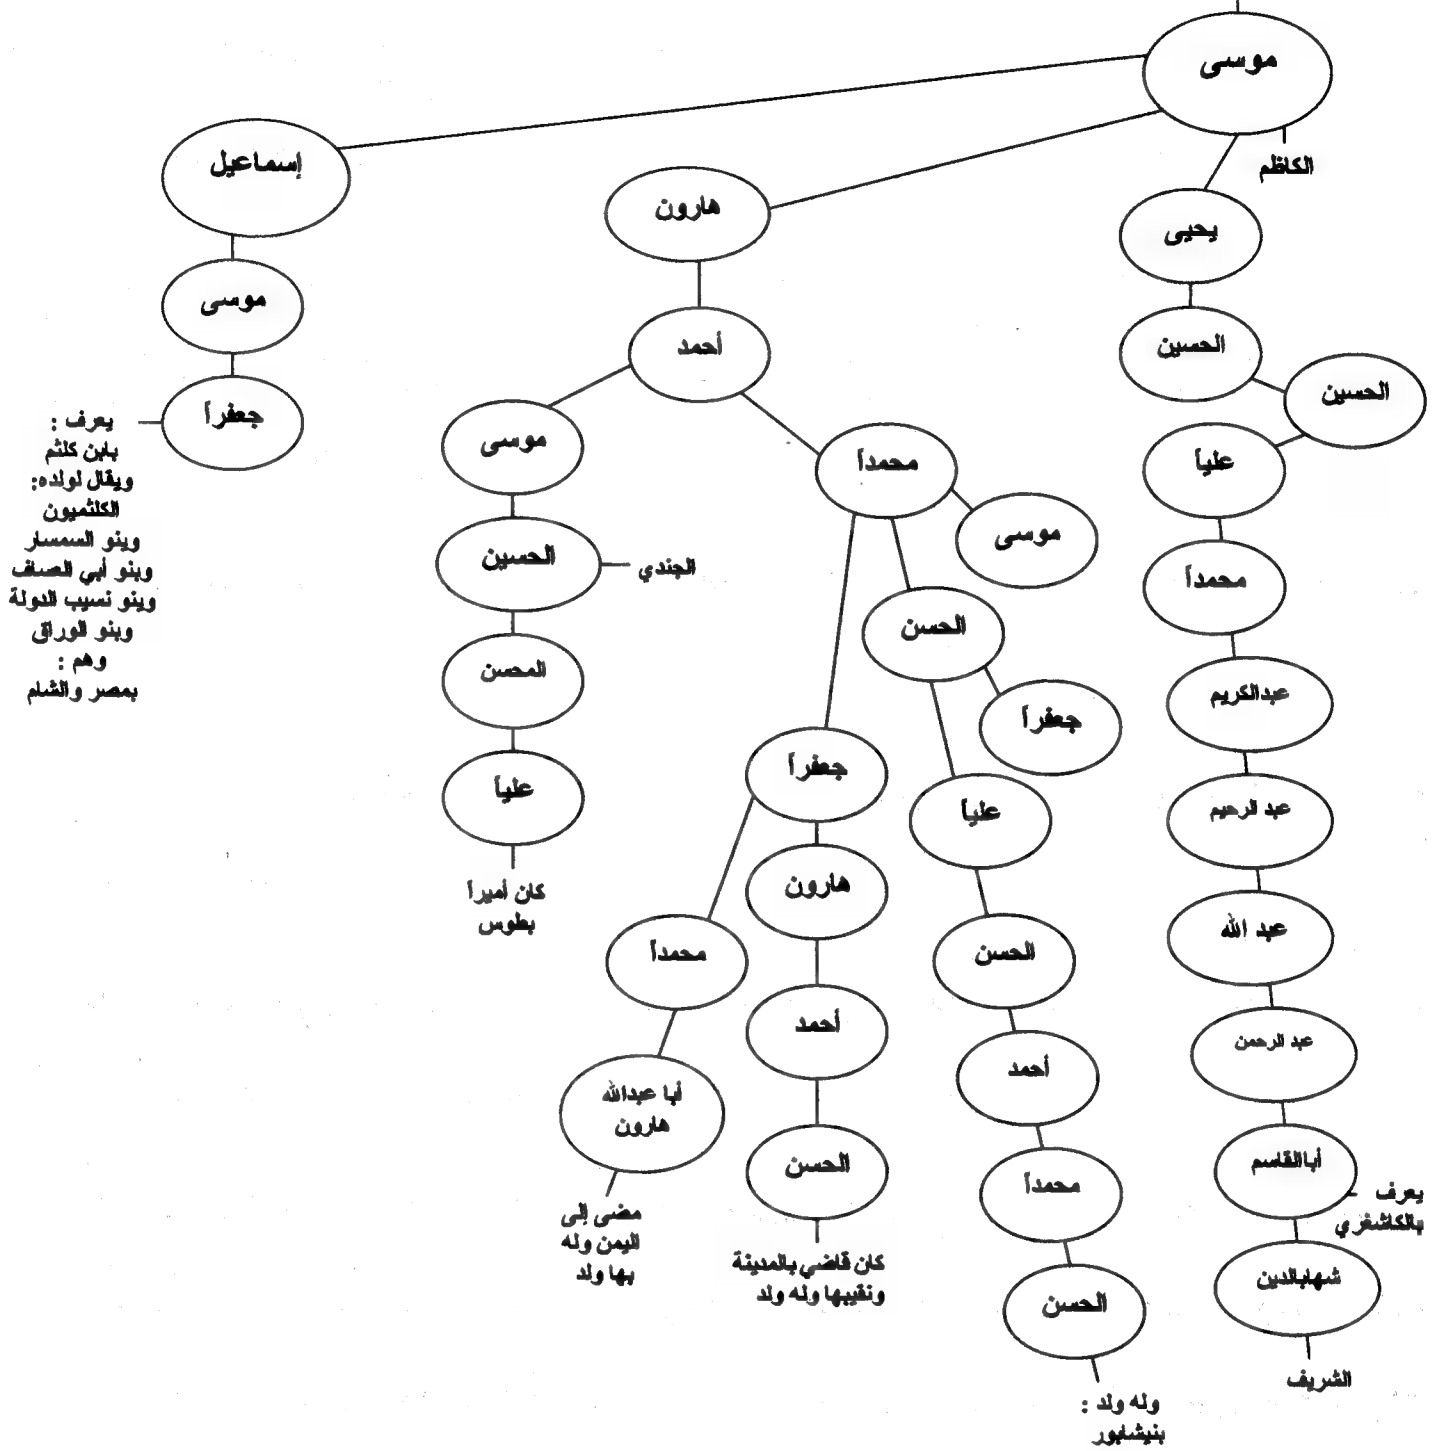 موسى
الكاظم
يحيى
الحسين
الحسين
علياً
محمداً
عبدالكريم
عبد الرحيم
عبد الله
عبد الرحمن
أباالقاسم
يعرف
بالكاشغري
شهابالدين
الشريف
هارون
أحمد
محمداً
موسى
الحسن
جعفراً
علياً
الحسن
أحمد
محمداً
الحسن
وله ولد :
بنيشابور
جعفراً
هارون
أحمد
الحسن
كان قاضي بالمدينة
ونقيبها وله ولد
محمداً
أبا عبدالله
هارون
مضى إلى
اليمن وله
بها ولد
موسى
الحسين
الجندي
المحسن
علياً
كان أميراً
بطوس
إسماعيل
موسى
جعفراً
يعرف :
بابن كلثم
ويقال لولده:
الكلثميون
وبنو السمسار
وبنو أبي العساف
وبنو نسيب الدولة
وبنو الوراق
وهم :
بمصر والشام